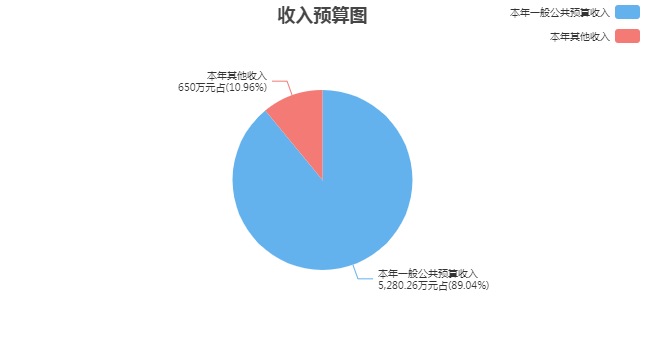 收入预算图
本年一般公共预算收入
本年其他收入
本年其他收入
650万元占(10.96%)
本年一般公共预算收入
5,280.26万元占(89.04%)